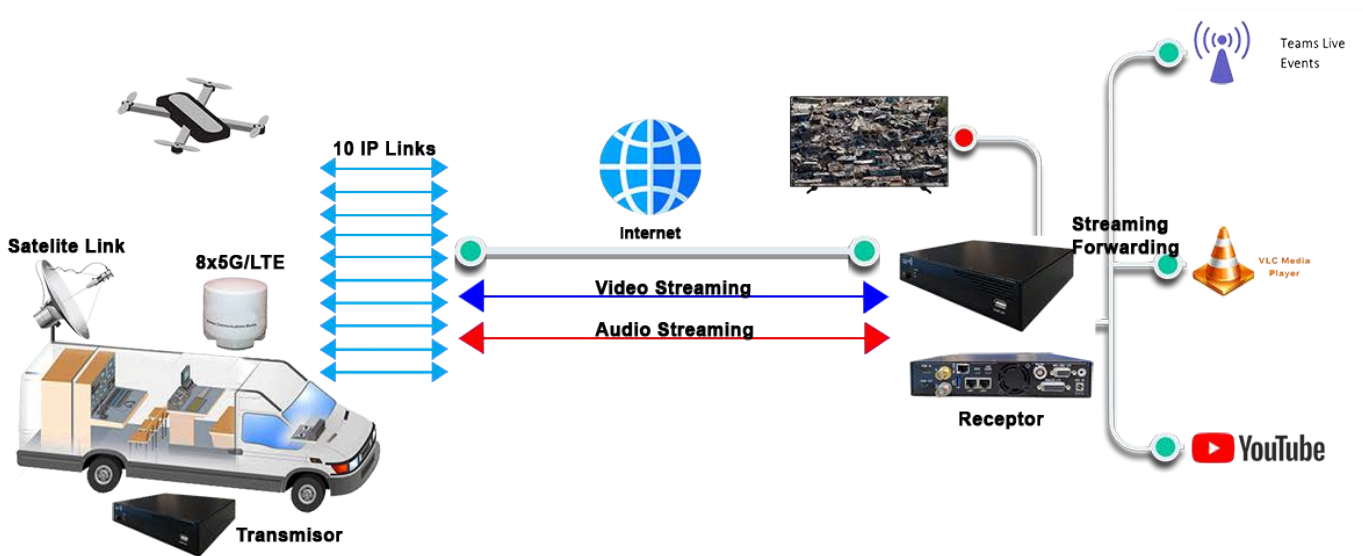 Teams Live
Events
10 IP Links
Internet
Satelite Link
8x5G/LTE
Streaming
Forwarding
VLC Media
Player
Video Streaming
Audio Streaming
Receptor
YouTube
Transmisor